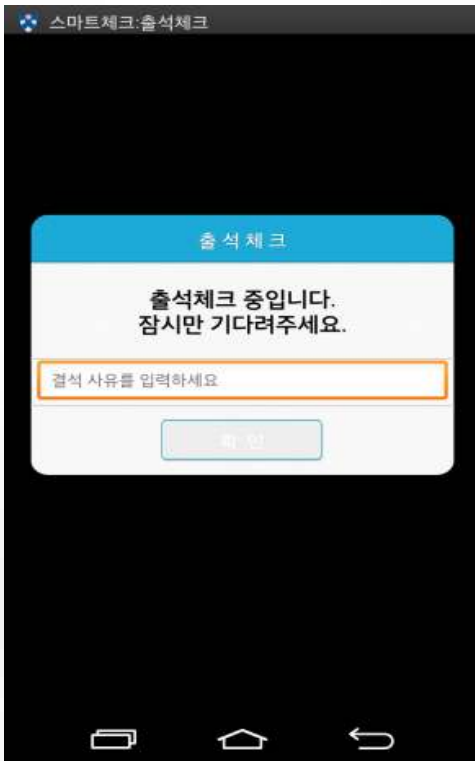 스마트체크:출석체크
출 석 체 크
출석체크 중입니다.
잠시만 기다려주세요.
결석 사유를 입력하세요
확 인